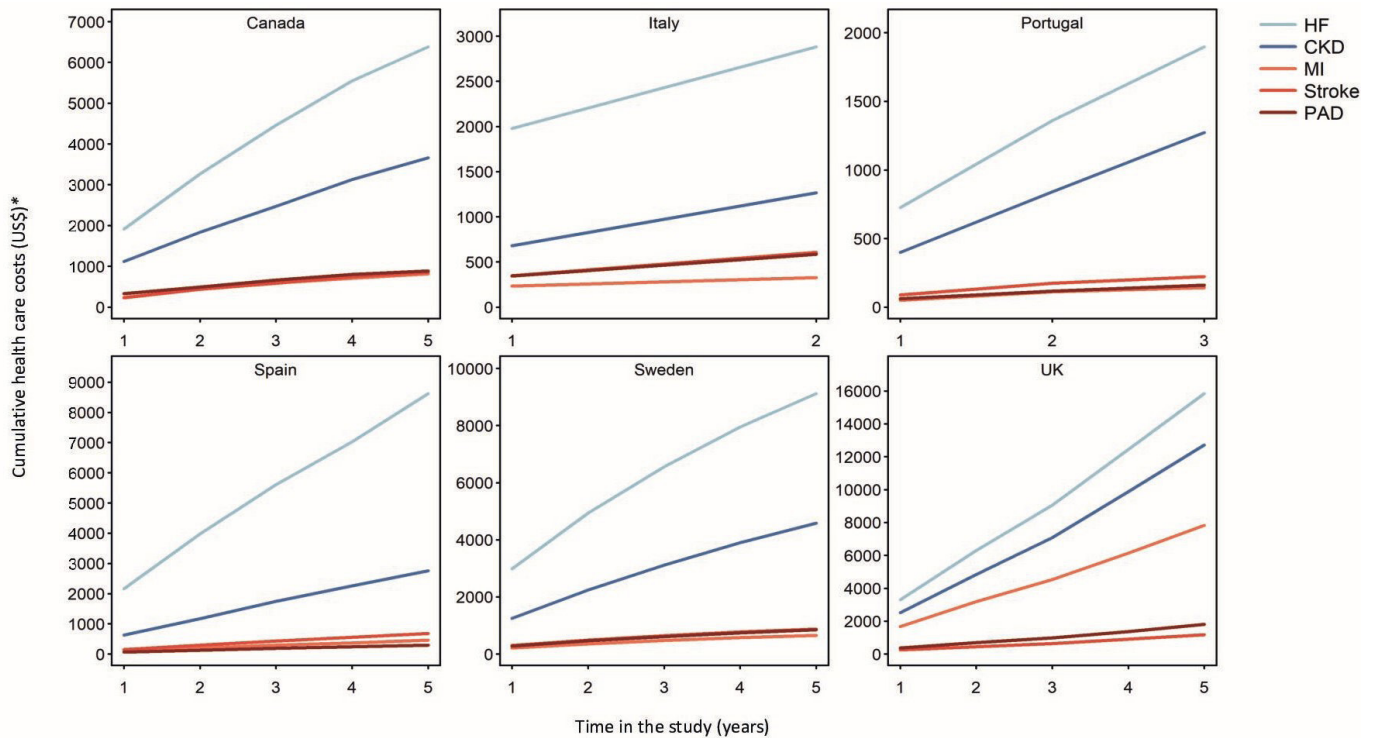 Canada
Italy
Portugal
HF
CKD
MI
Stroke
PAD
7000
6000
5000
4000
3000
2000
1000
0
1 2 3 4 5
3000
2500
2000
1500
1000
500
0
1 2
2000
1500
1000
500
0
1 2 3
Cumulative health care costs (US$)*
Spain
Sweden
UK
9000
8000
7000
6000
5000
4000
3000
2000
1000
0
1 2 3 4 5
10000
8000
6000
4000
2000
0
1 2 3 4 5
16000
14000
12000
10000
8000
6000
4000
2000
0
1 2 3 4 5
Time in the study (years)